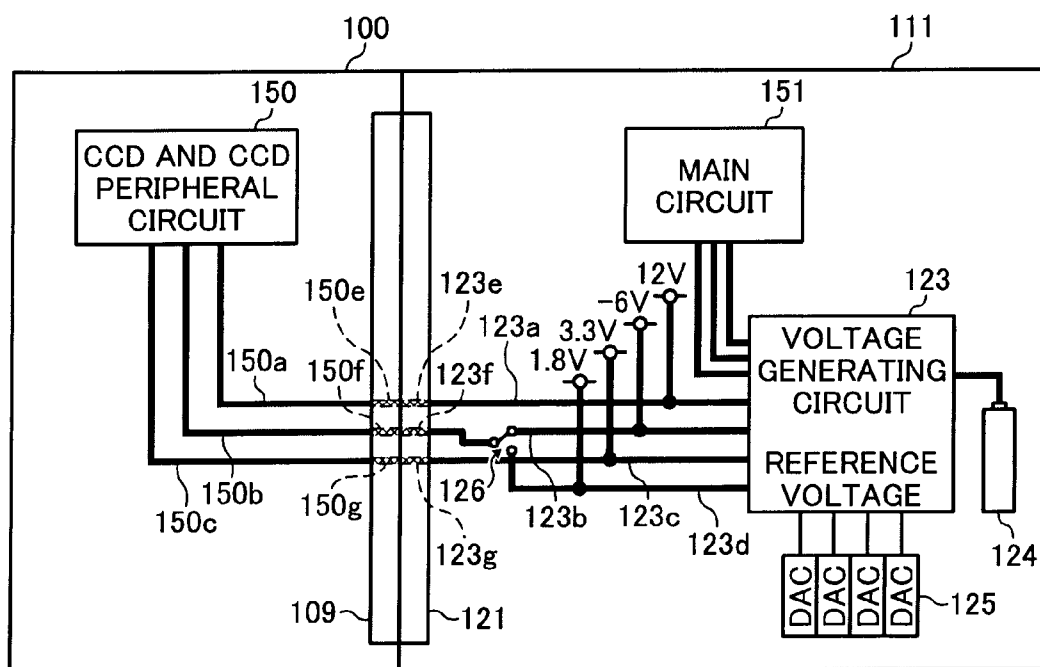 100
111
150
151
CCD AND CCD
PERIPHERAL
CIRCUIT
MAIN
CIRCUIT
12V
-6V
3.3V
1.8V
123
150e
123e
123a
150a
150f
123f
VOLTAGE
GENERATING
CIRCUIT
REFERENCE
VOLTAGE
150b
150c
150g
126
123b
123c
123g
123d
124
DAC
DAC
DAC
DAC
125
109
121